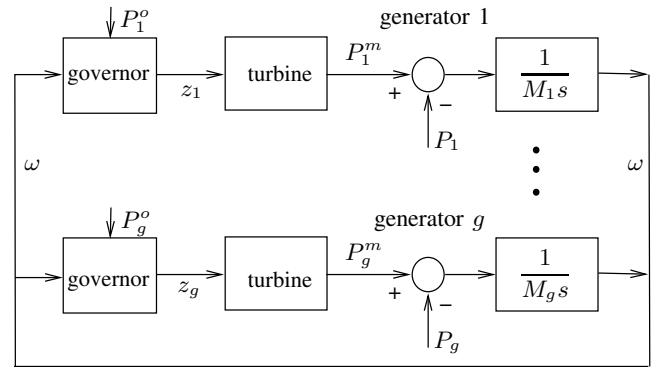 P_1^o
generator 1
governor
z_1
turbine
P_1^m
+
−
P_1
1
M_1 s
ω
ω
P_g^o
generator g
governor
z_g
turbine
P_g^m
+
−
P_g
1
M_g s